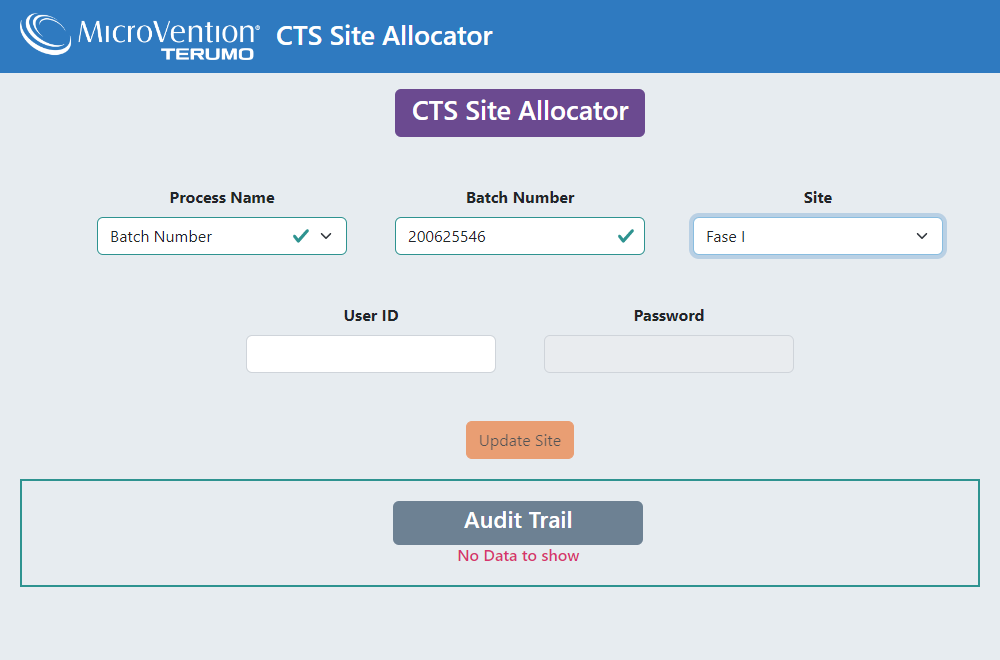 MicroVention® CTS Site Allocator
TERUMO
CTS Site Allocator
Process Name Batch Number Site
Batch Number 200625546 Fase I
User ID Password
Update Site
Audit Trail
No Data to show